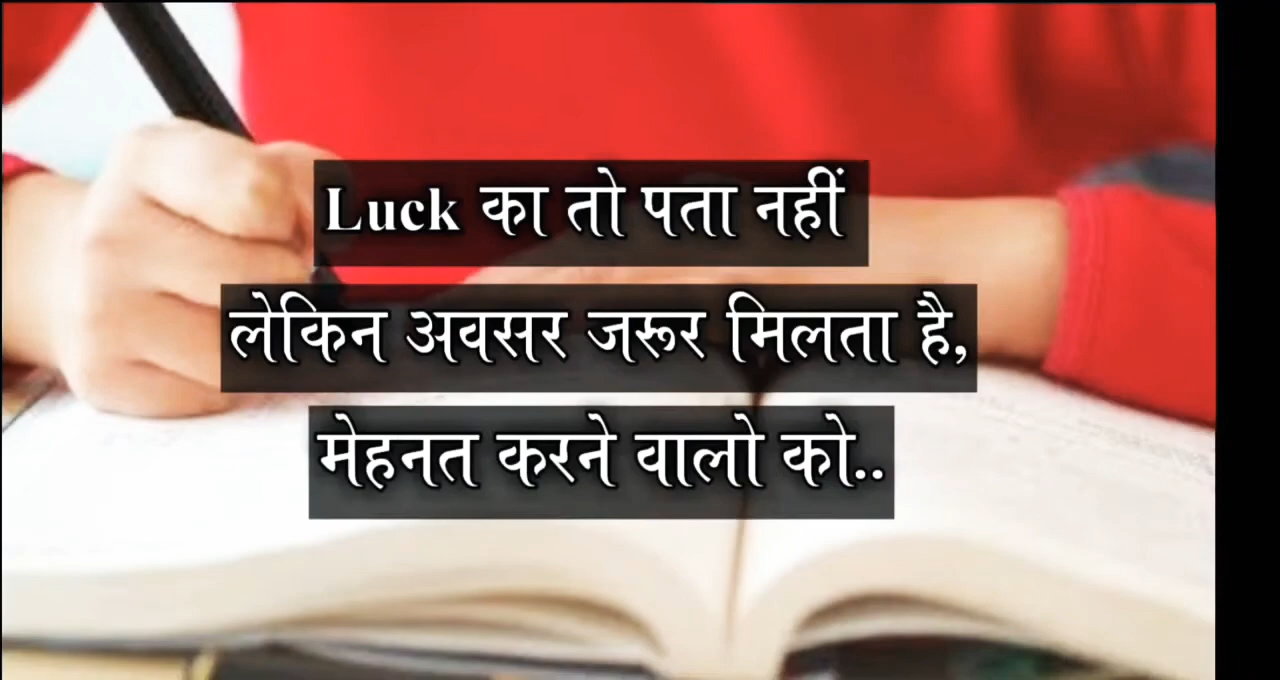 Luck का तो पता नहीं
लेकिन अवसर जरूर मिलता है,
मेहनत करने वालो को..